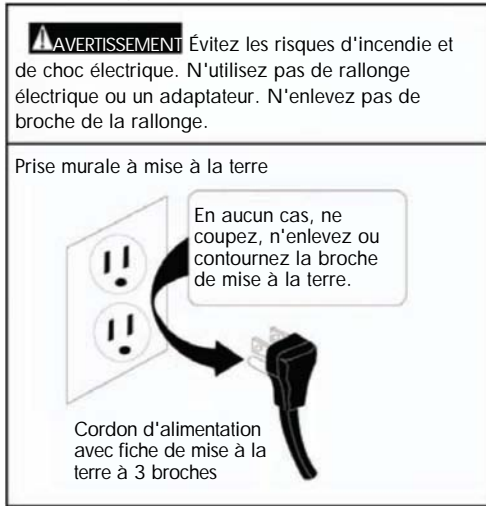 AVERTISSEMENT Évitez les risques d'incendie et
de choc électrique. N'utilisez pas de rallonge
électrique ou un adaptateur. N'enlevez pas de
broche de la rallonge.
Prise murale à mise à la terre
En aucun cas, ne
coupez, n'enlevez ou
contournez la broche
de mise à la terre.
Cordon d'alimentation
avec fiche de mise à la
terre à 3 broches